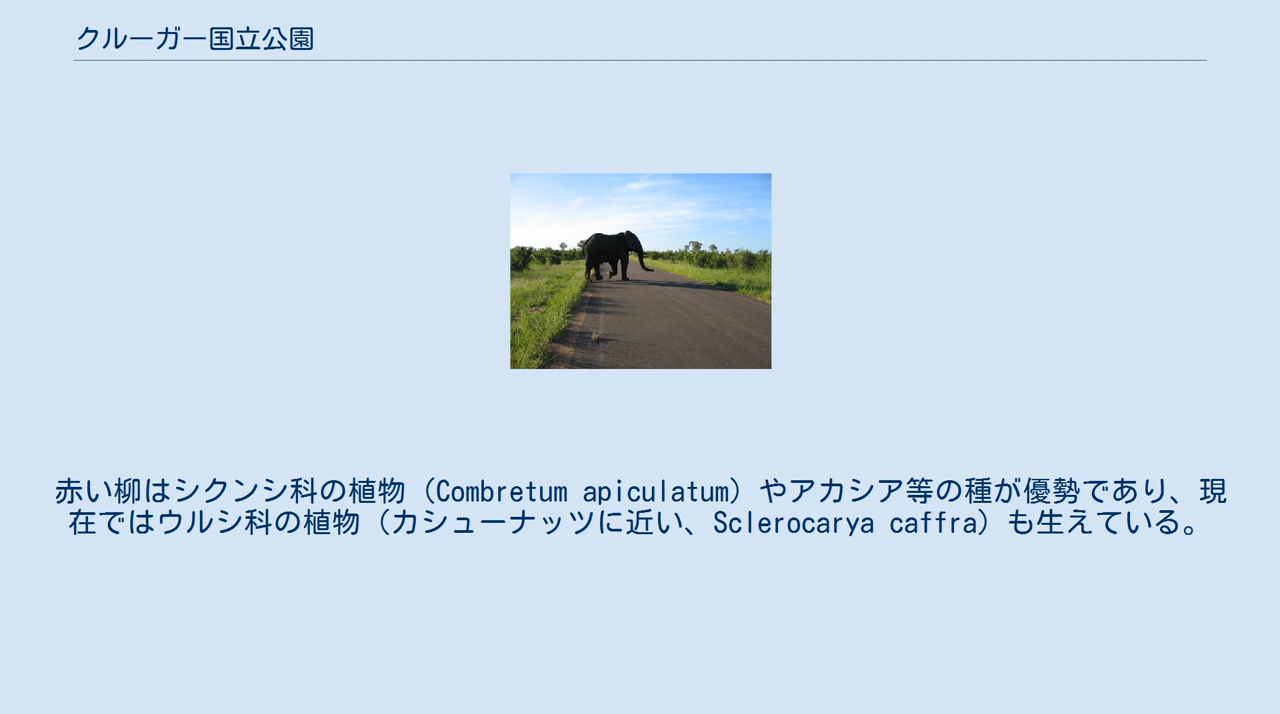 クルーガー国立公園
赤い柳はシクンシ科の植物（Combretum apiculatum）やアカシア等の種が優勢であり、現
在ではウルシ科の植物（カシューナッツに近い、Sclerocarya caffra）も生えている。